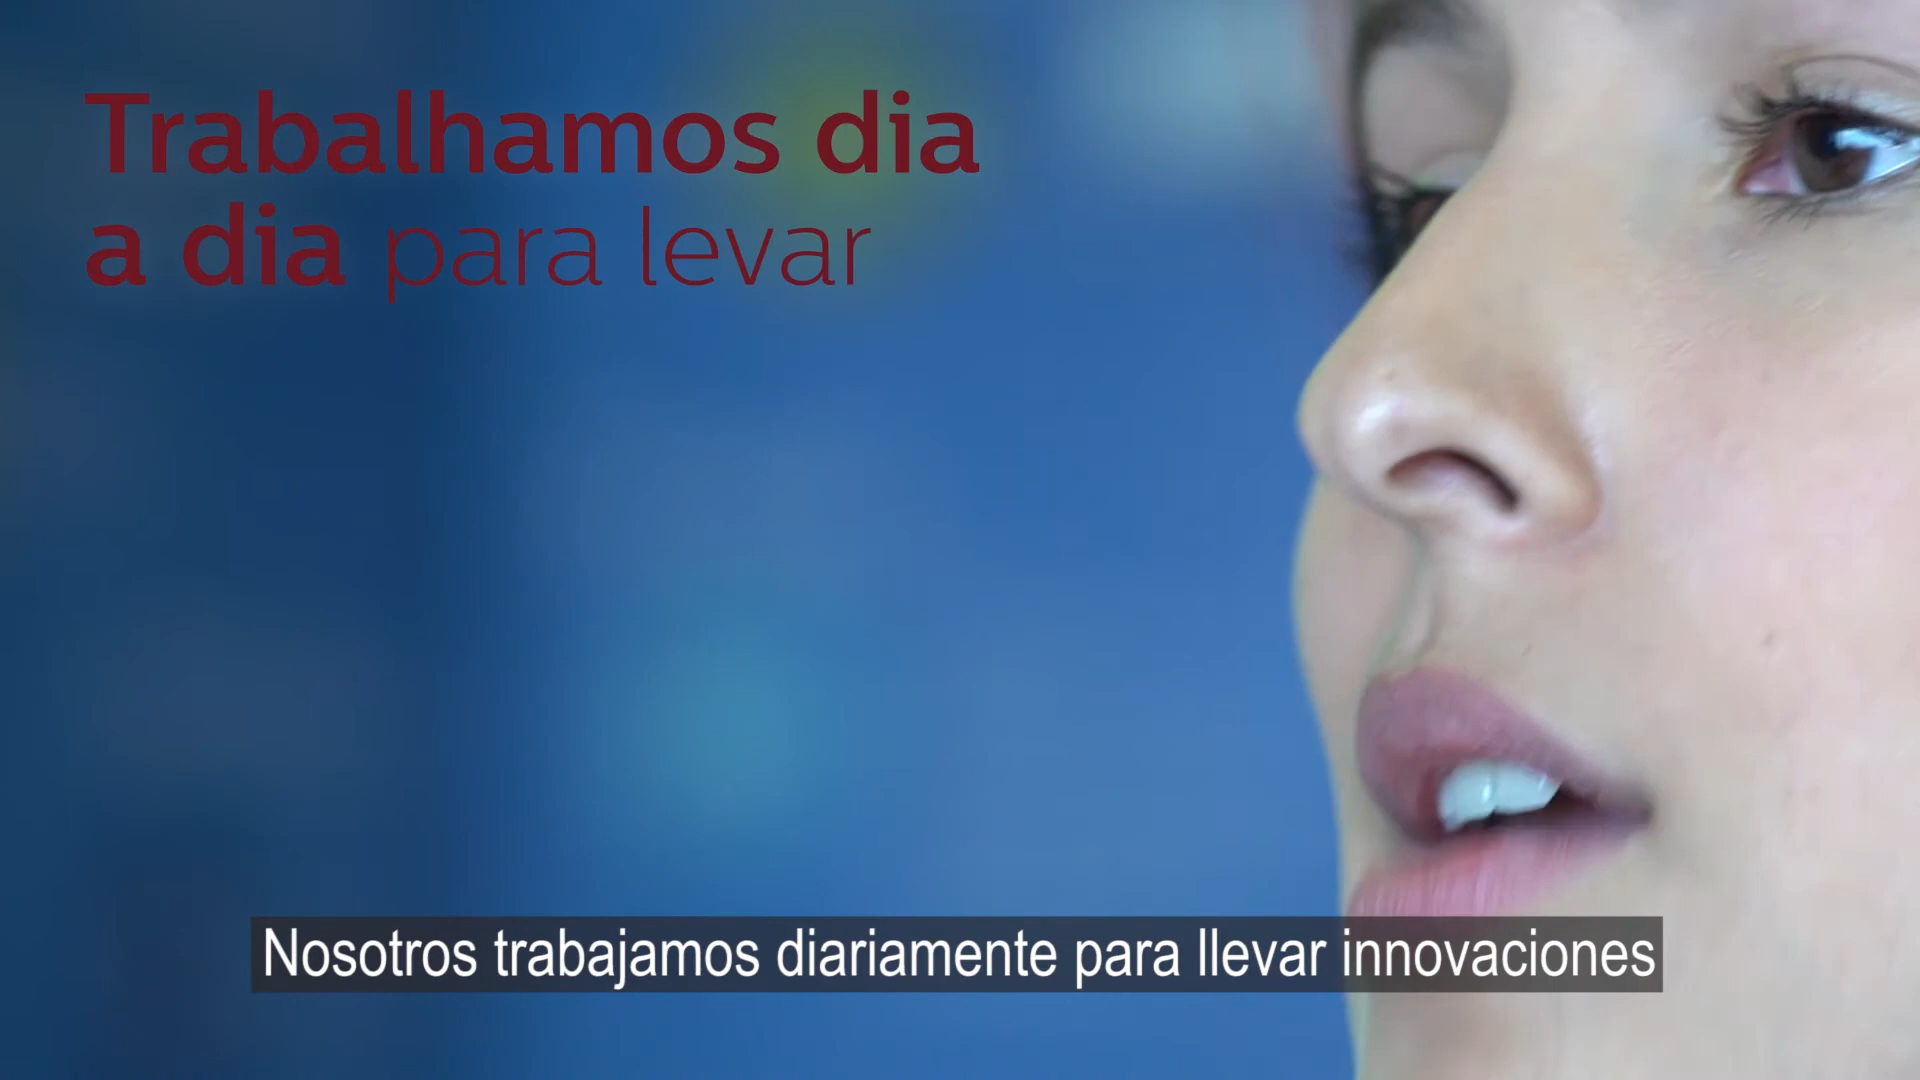 Trabalhamos dia
a dia para levar
Nosotros trabajamos diariamente para llevar innovaciones